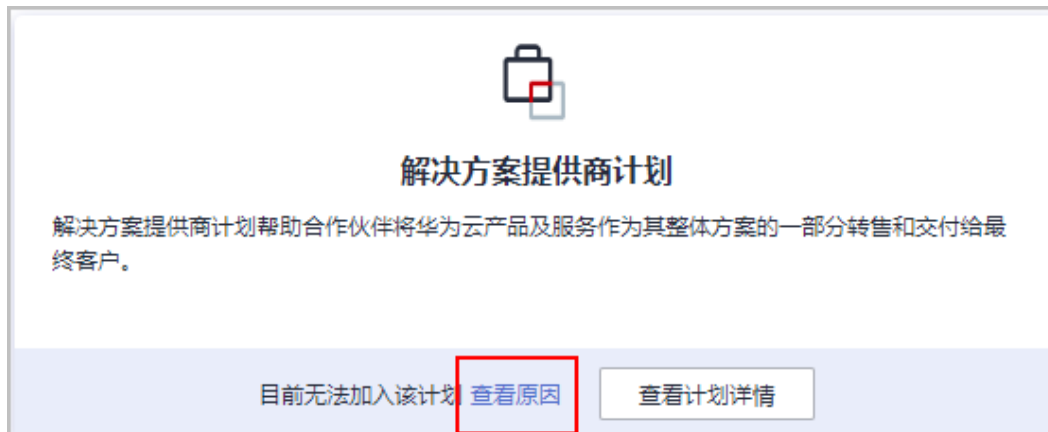 解决方案提供商计划
解决方案提供商计划帮助合作伙伴将华为云产品及服务作为其整体方案的一部分转售和交付给最
终客户。
目前无法加入该计划 查看原因 查看计划详情